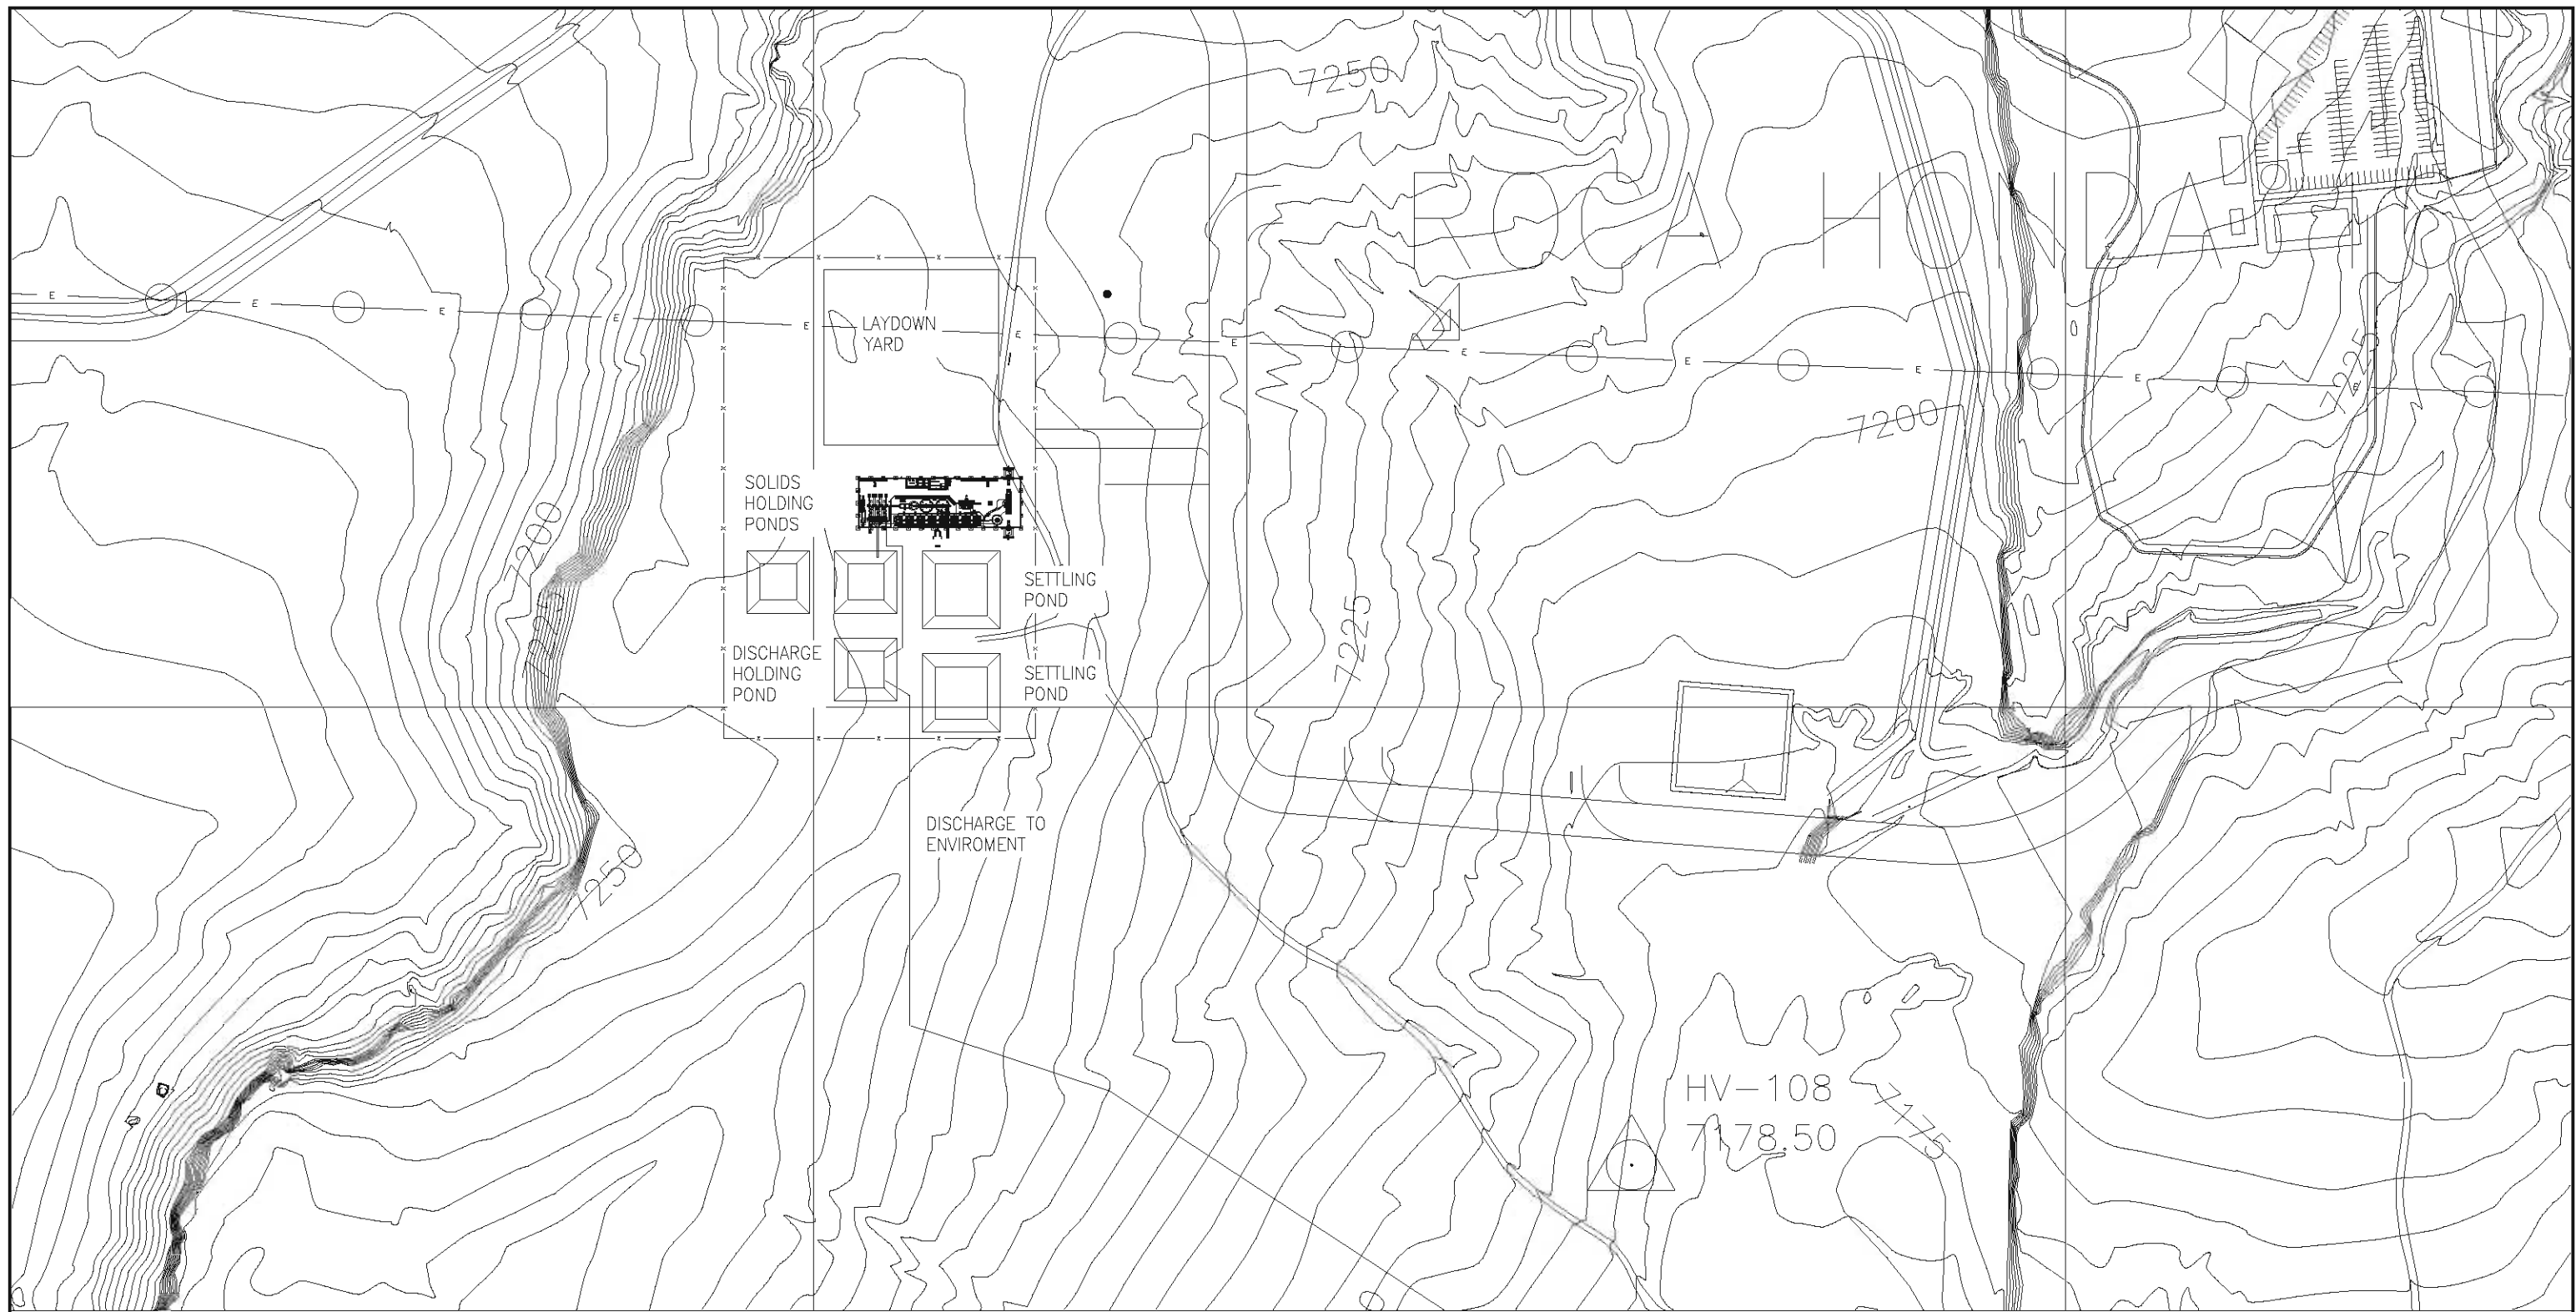 7250
ROCA HONDA
E E E E E E E E E E E E
LAYDOWN
YARD
7225
7200
SOLIDS
HOLDING
PONDS
7200
SETTLING
POND
7225
7225
DISCHARGE
HOLDING
POND
SETTLING
POND
DISCHARGE TO
ENVIROMENT
7250
HV-108
7178.50
7175